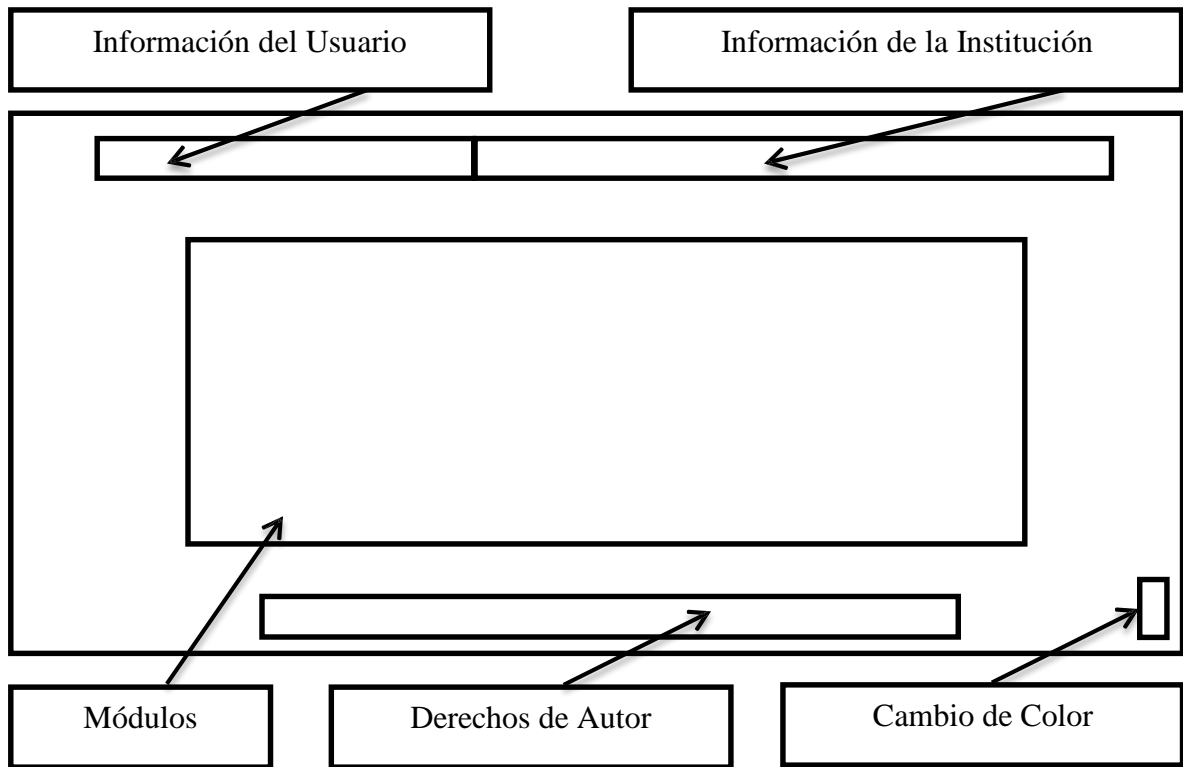 Información del Usuario
Información de la Institución
Módulos
Derechos de Autor
Cambio de Color